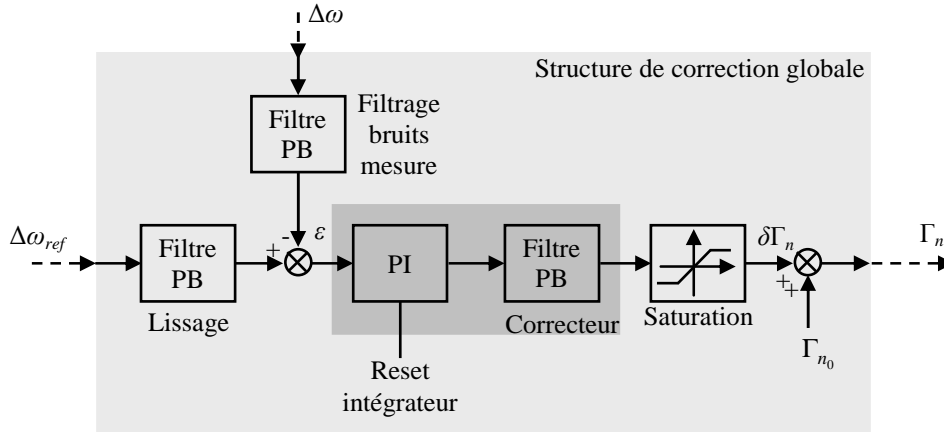 Δω
Structure de correction globale
Filtre
PB
Filtrage
bruits
mesure
Δω_ref
Filtre
PB
Lissage
+
-
ε
PI
Filtre
PB
Correcteur
Reset
intégrateur
Saturation
δΓ_n
+
+
Γ_n₀
Γ_n